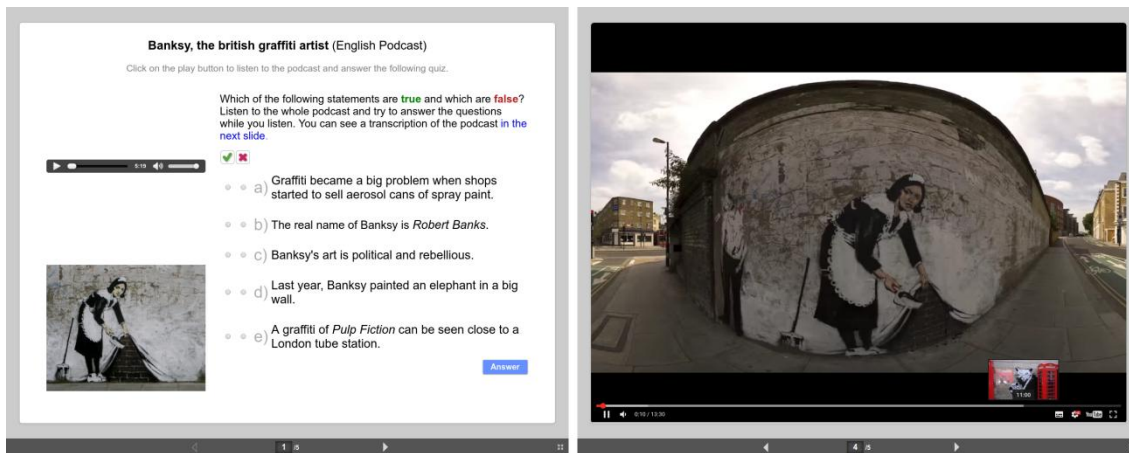 Banksy, the british graffiti artist (English Podcast)
Click on the play button to listen to the podcast and answer the following quiz.
Which of the following statements are true and which are false?
Listen to the whole podcast and try to answer the questions
while you listen. You can see a transcription of the podcast in the
next slide.
5:19
a) Graffiti became a big problem when shops
started to sell aerosol cans of spray paint.
b) The real name of Banksy is Robert Banks.
c) Banksy's art is political and rebellious.
d) Last year, Banksy painted an elephant in a big
wall.
e) A graffiti of Pulp Fiction can be seen close to a
London tube station.
Answer
1 /5
11:00
0:10 / 13:30
YouTube
4 /5